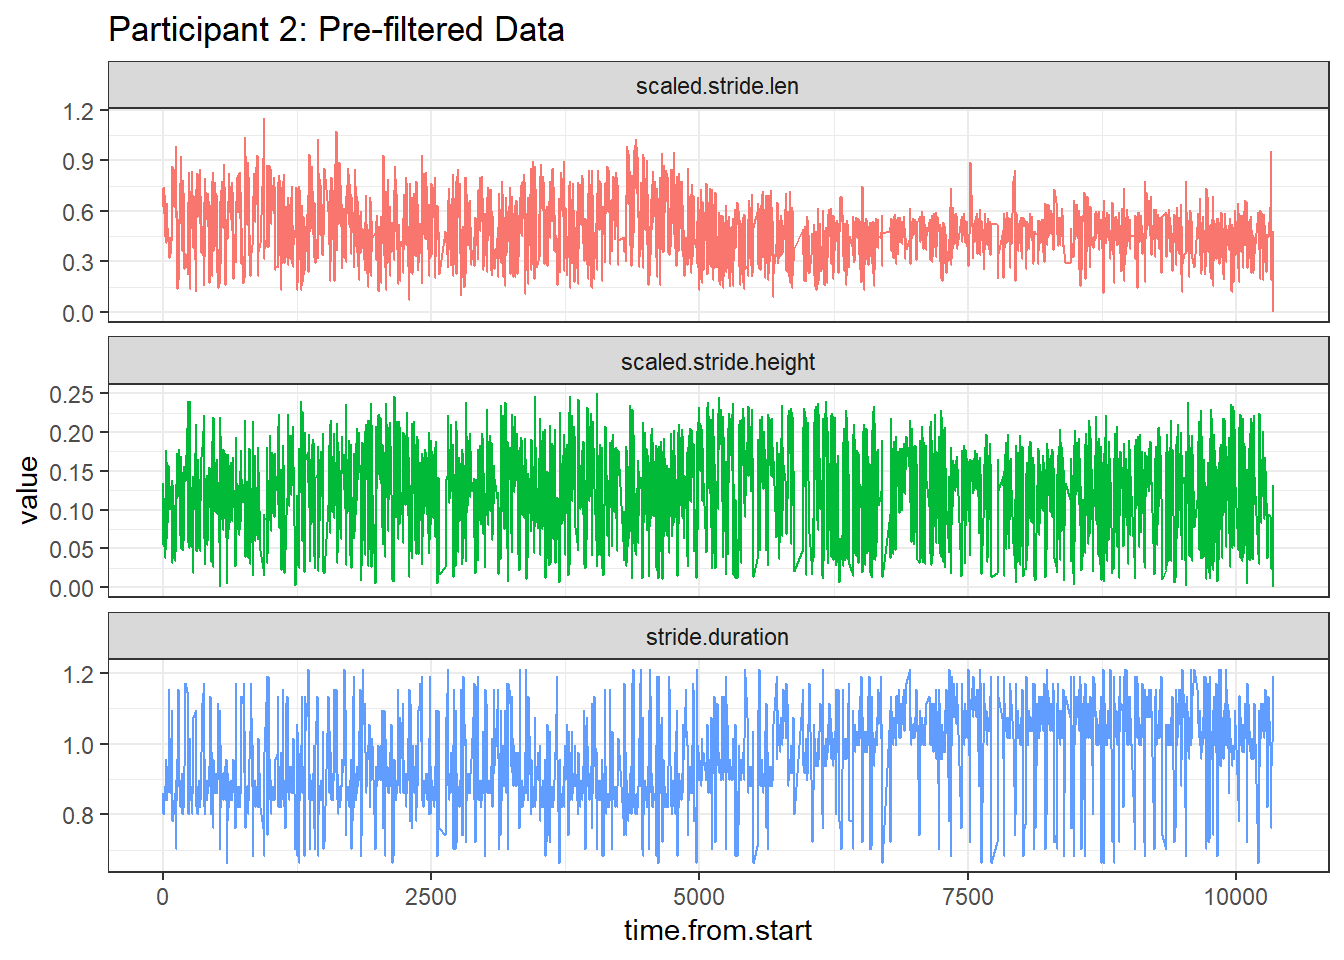 Participant 2: Pre-filtered Data
scaled.stride.len
1.2
0.9
0.6
0.3
0.0
scaled.stride.height
0.25
0.20
0.15
0.10
0.05
0.00
value
stride.duration
1.2
1.0
0.8
0 2500 5000 7500 10000
time.from.start